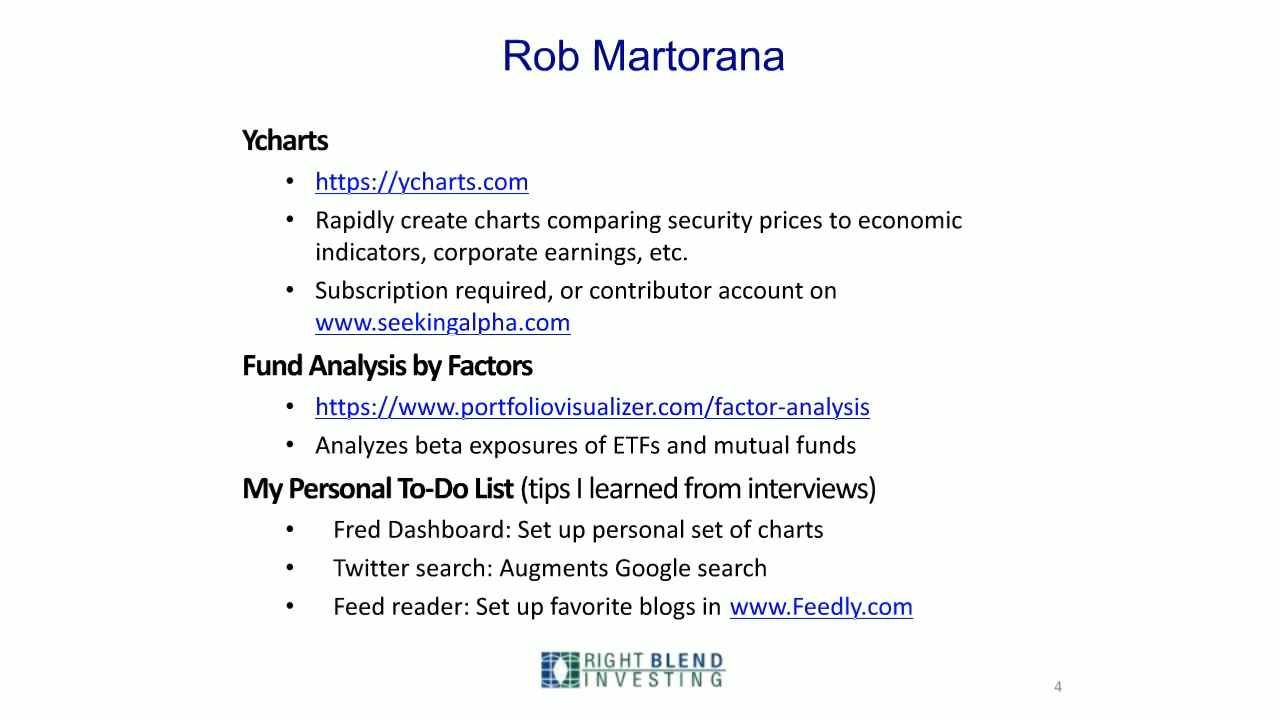 Rob Martorana
Ycharts
• https://ycharts.com
• Rapidly create charts comparing security prices to economic
indicators, corporate earnings, etc.
• Subscription required, or contributor account on
www.seekingalpha.com
Fund Analysis by Factors
• https://www.portfoliovisualizer.com/factor-analysis
• Analyzes beta exposures of ETFs and mutual funds
My Personal To-Do List (tips I learned from interviews)
• Fred Dashboard: Set up personal set of charts
• Twitter search: Augments Google search
• Feed reader: Set up favorite blogs in www.Feedly.com
RIGHT BLEND
INVESTING
4